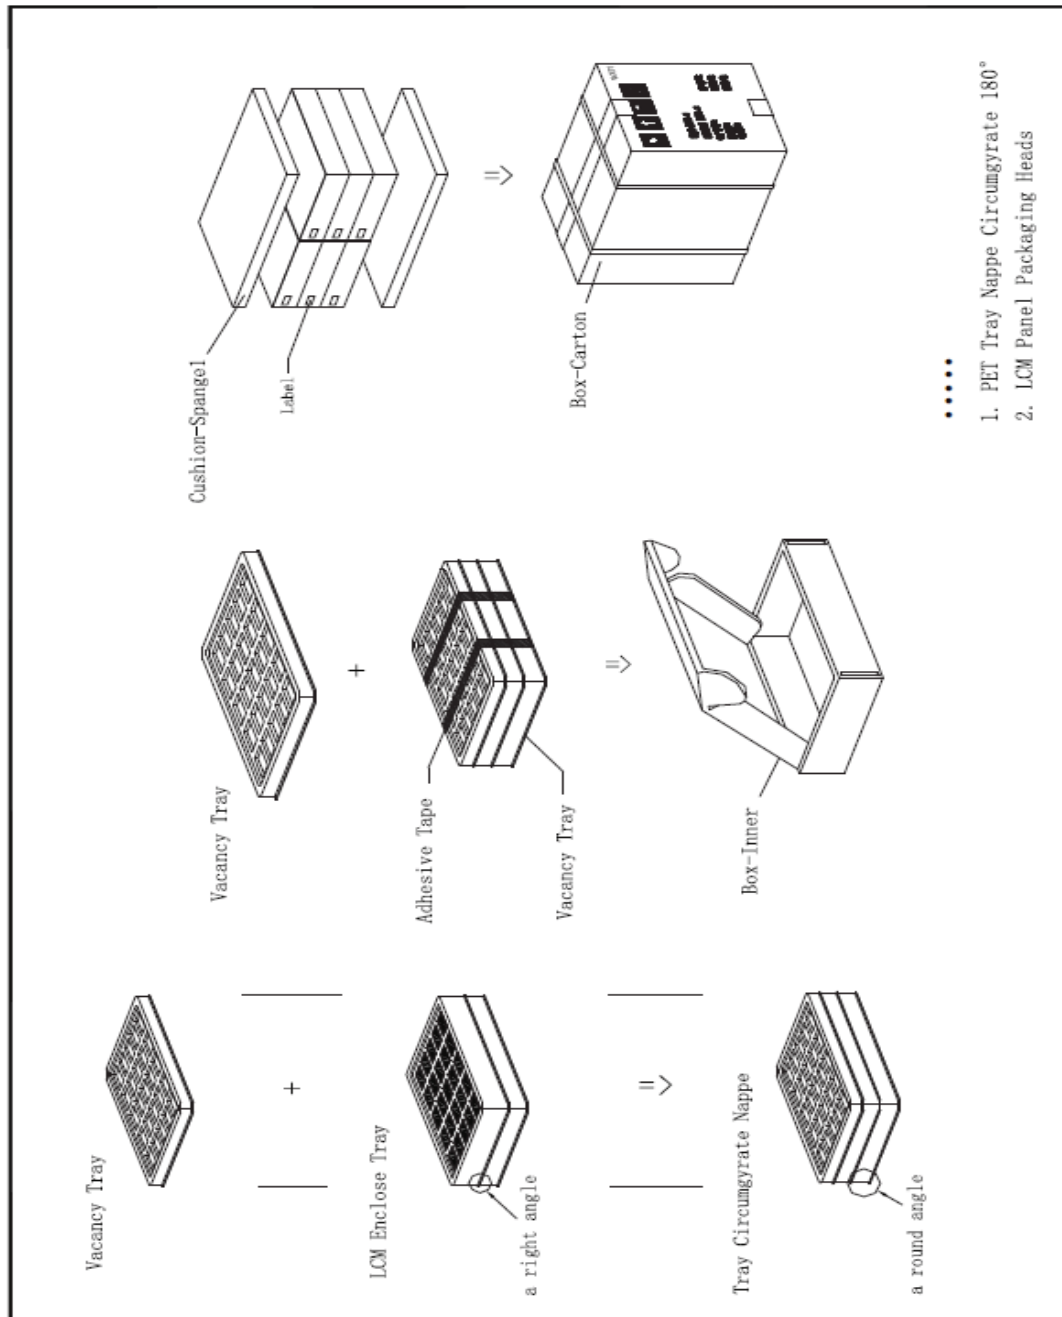 Vacancy Tray
+
LCM Enclose Tray
a right angle
Tray Circumgyrate Nappe
a round angle
Vacancy Tray
+
Adhesive Tape
Vacancy Tray
Box-Inner
Cushion-Spangel
Label
Box-Carton
1. PET Tray Nappe Circumgyrate 180°
2. LCM Panel Packaging Heads